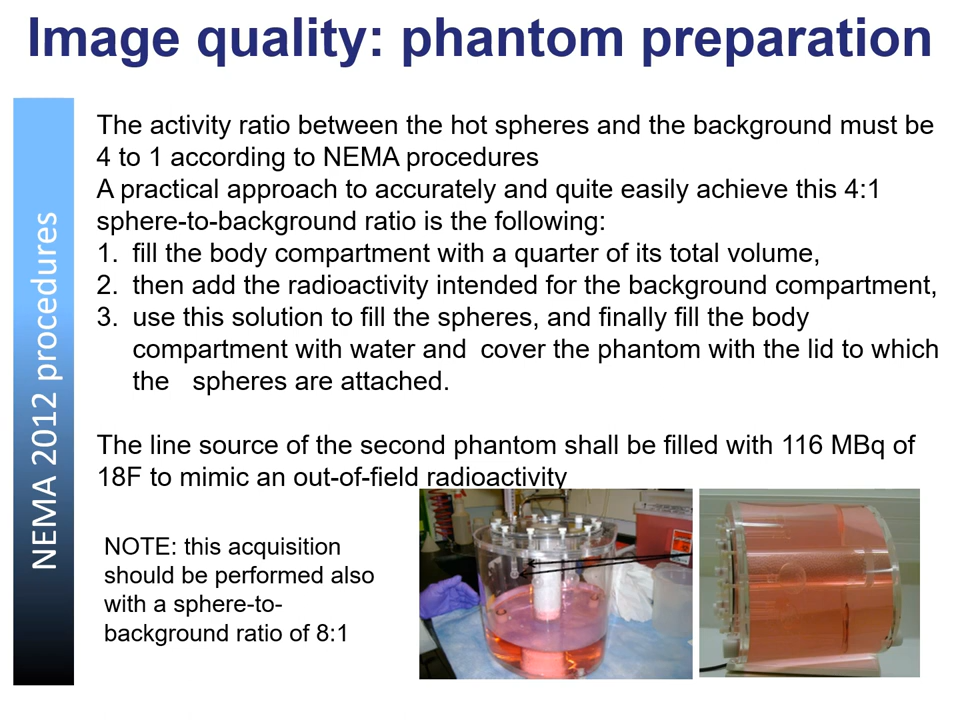 Image quality: phantom preparation
NEMA 2012 procedures
The activity ratio between the hot spheres and the background must be
4 to 1 according to NEMA procedures
A practical approach to accurately and quite easily achieve this 4:1
sphere-to-background ratio is the following:
1. fill the body compartment with a quarter of its total volume,
2. then add the radioactivity intended for the background compartment,
3. use this solution to fill the spheres, and finally fill the body
compartment with water and cover the phantom with the lid to which
the spheres are attached.
The line source of the second phantom shall be filled with 116 MBq of
18F to mimic an out-of-field radioactivity
NOTE: this acquisition
should be performed also
with a sphere-to-
background ratio of 8:1